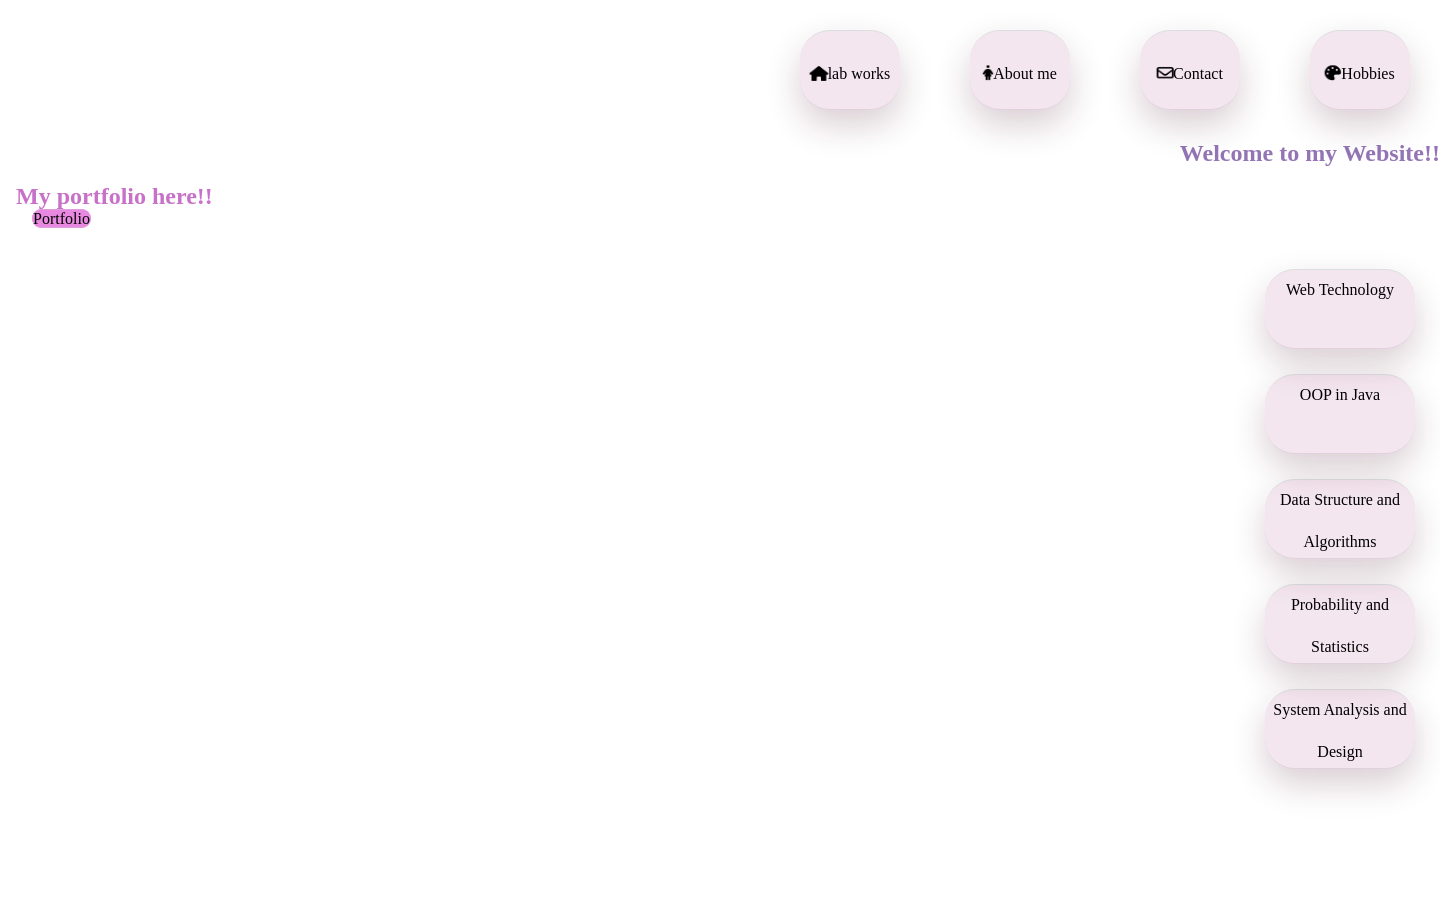 lab works
About me
Contact
Hobbies
Welcome to my Website!!
My portfolio here!!
Portfolio
Web Technology
OOP in Java
Data Structure and
Algorithms
Probability and
Statistics
System Analysis and
Design